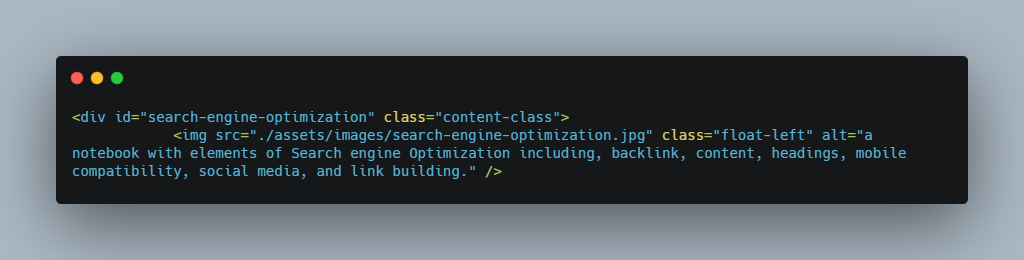 <div id="search-engine-optimization" class="content-class">
<img src="./assets/images/search-engine-optimization.jpg" class="float-left" alt="a
notebook with elements of Search engine Optimization including, backlink, content, headings, mobile
compatibility, social media, and link building." />